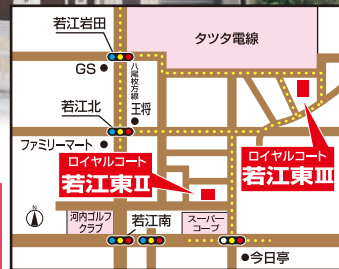 若江岩田
タツタ電線
GS
八尾枚方線
王将
若江北
ファミリーマート
ロイヤルコート
若江東Ⅲ
ロイヤルコート
若江東Ⅱ
N
河内ゴルフ
クラブ
若江南
スーパー
コープ
今日亭